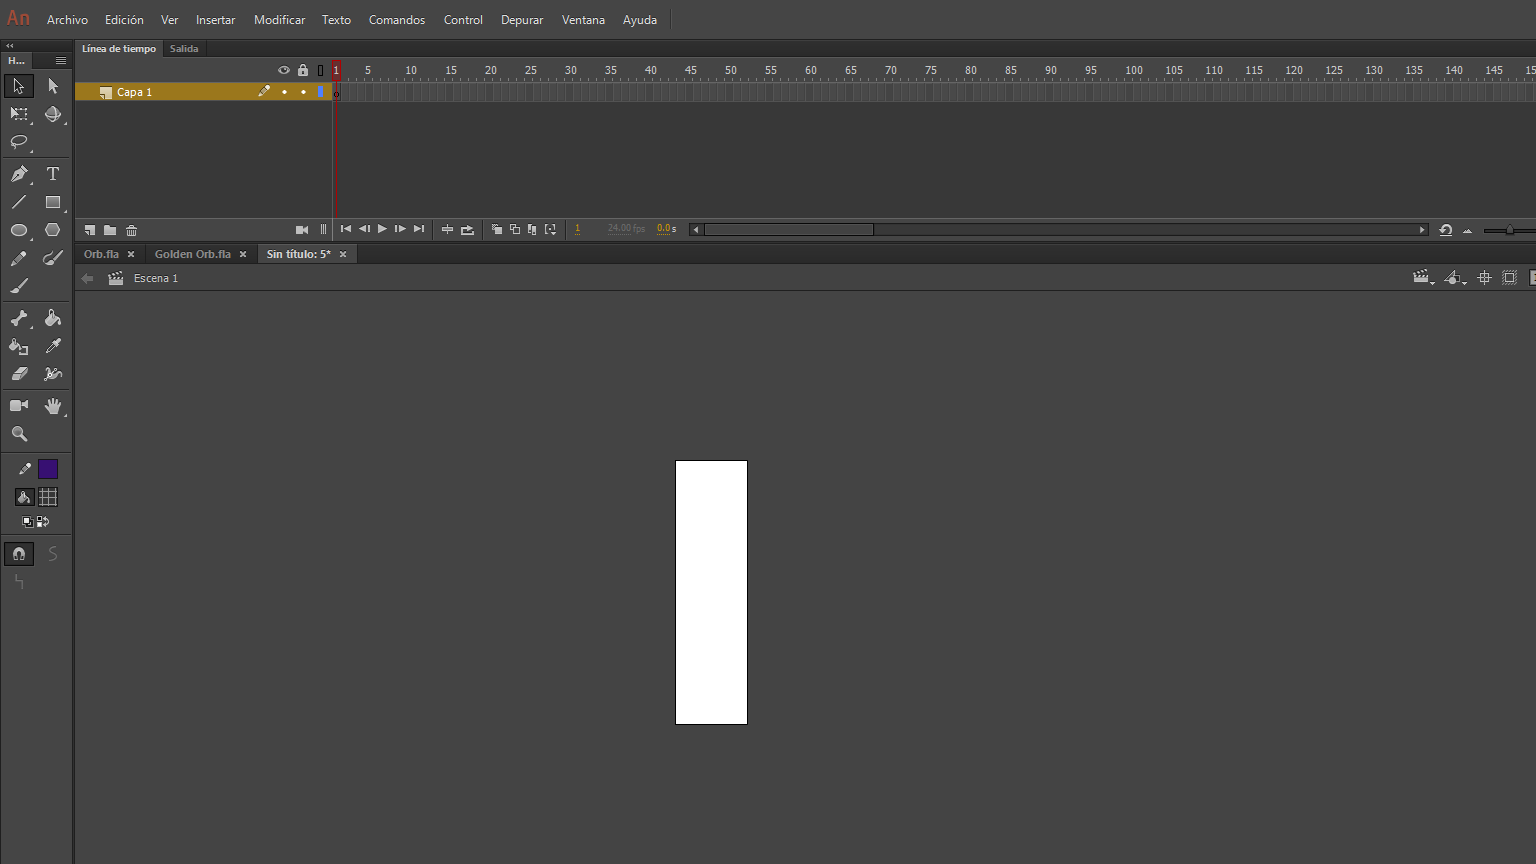 An Archivo Edición Ver Insertar Modificar Texto Comandos Control Depurar Ventana Ayuda
Línea de tiempo Salida
H...
1 5 10 15 20 25 30 35 40 45 50 55 60 65 70 75 80 85 90 95 100 105 110 115 120 125 130 135 140 145
Capa 1
T
1 24.00 fps 0.0 s
Orb.fla × Golden Orb.fla × Sin título: 5* ×
Escena 1